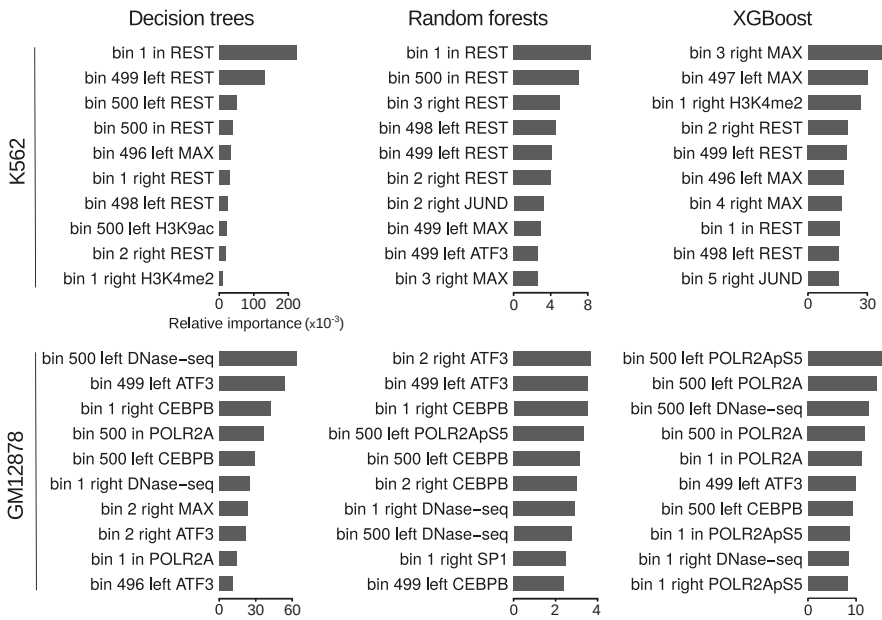 Decision trees
Random forests
XGBoost
K562
bin 1 in REST
bin 499 left REST
bin 500 left REST
bin 500 in REST
bin 496 left MAX
bin 1 right REST
bin 498 left REST
bin 500 left H3K9ac
bin 2 right REST
bin 1 right H3K4me2
0 100 200
Relative importance (x10⁻³)
bin 1 in REST
bin 500 in REST
bin 3 right REST
bin 498 left REST
bin 499 left REST
bin 2 right REST
bin 2 right JUND
bin 499 left MAX
bin 499 left ATF3
bin 3 right MAX
0 4 8
bin 3 right MAX
bin 497 left MAX
bin 1 right H3K4me2
bin 2 right REST
bin 499 left REST
bin 496 left MAX
bin 4 right MAX
bin 1 in REST
bin 498 left REST
bin 5 right JUND
0 30
GM12878
bin 500 left DNase−seq
bin 499 left ATF3
bin 1 right CEBPB
bin 500 in POLR2A
bin 500 left CEBPB
bin 1 right DNase−seq
bin 2 right MAX
bin 2 right ATF3
bin 1 in POLR2A
bin 496 left ATF3
0 30 60
bin 2 right ATF3
bin 499 left ATF3
bin 1 right CEBPB
bin 500 left POLR2ApS5
bin 500 left CEBPB
bin 2 right CEBPB
bin 1 right DNase−seq
bin 500 left DNase−seq
bin 1 right SP1
bin 499 left CEBPB
0 2 4
bin 500 left POLR2ApS5
bin 500 left POLR2A
bin 500 left DNase−seq
bin 500 in POLR2A
bin 1 in POLR2A
bin 499 left ATF3
bin 500 left CEBPB
bin 1 in POLR2ApS5
bin 1 right DNase−seq
bin 1 right POLR2ApS5
0 10